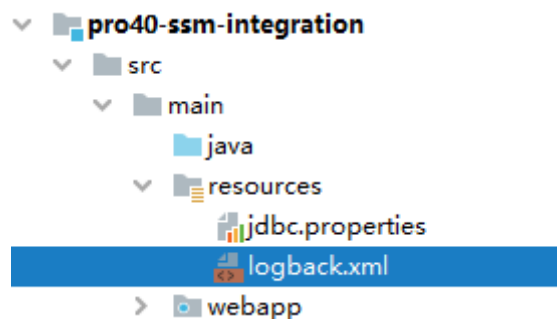 pro40-ssm-integration
src
main
java
resources
jdbc.properties
logback.xml
webapp